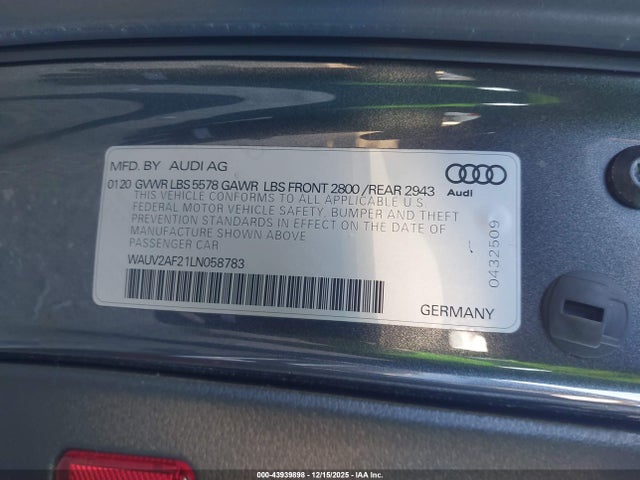 MFD. BY AUDI AG
0120 GVWR LBS 5578 GAWR LBS FRONT 2800 /REAR 2943
THIS VEHICLE CONFORMS TO ALL APPLICABLE U.S
FEDERAL MOTOR VEHICLE SAFETY, BUMPER AND THEFT
PREVENTION STANDARDS IN EFFECT ON THE DATE OF
MANUFACTURE SHOWN ABOVE
PASSENGER CAR
WAUV2AF21LN058783
Audi
0432509
GERMANY
000-43939898 - 12/15/2025 - IAA, Inc.